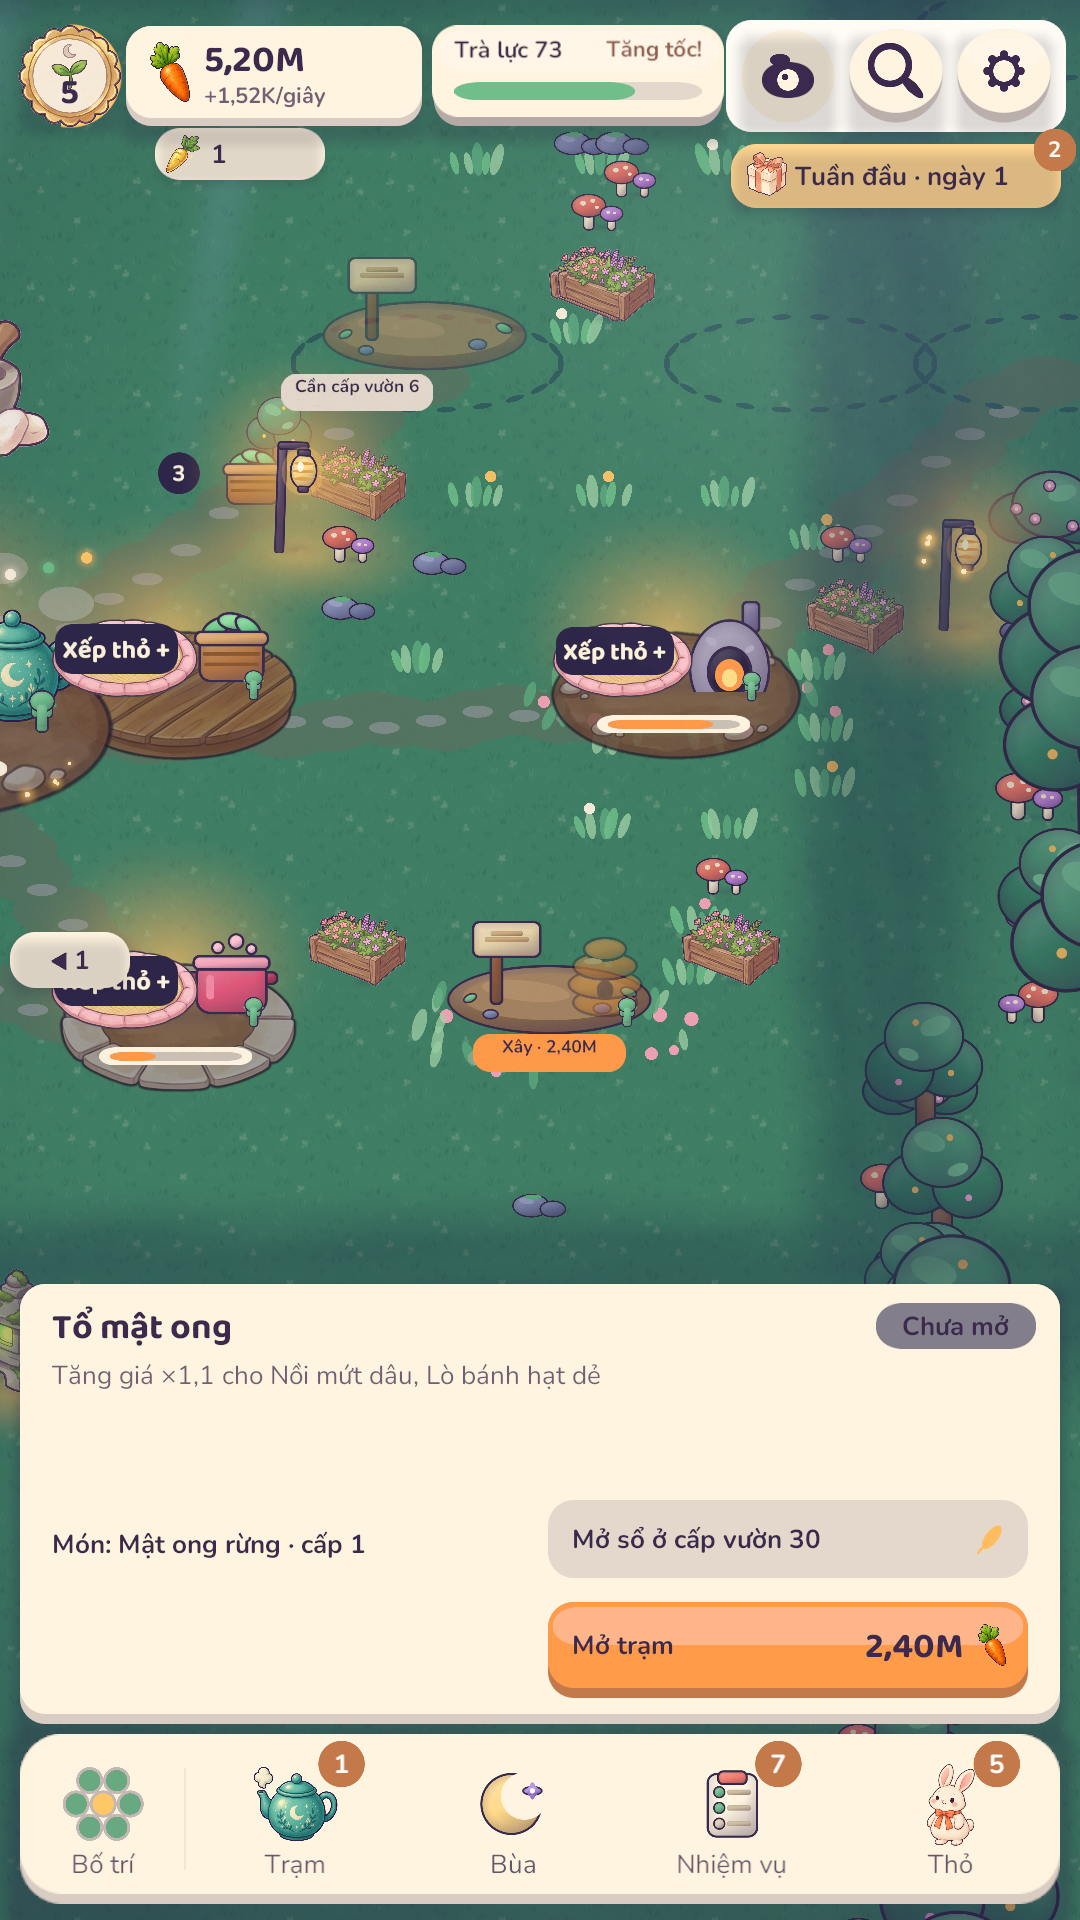 5
5,20M
+1,52K/giây
Trà lực 73
Tăng tốc!
1
2
Tuần đầu · ngày 1
Cần cấp vườn 6
3
Xếp thỏ +
Xếp thỏ +
◀ 1
thỏ +
Xây · 2,40M
Tổ mật ong
Chưa mở
Tăng giá ×1,1 cho Nồi mứt dâu, Lò bánh hạt dẻ
Món: Mật ong rừng · cấp 1
Mở sổ ở cấp vườn 30
Mở trạm
2,40M
1
7
5
Bố trí
Trạm
Bùa
Nhiệm vụ
Thỏ